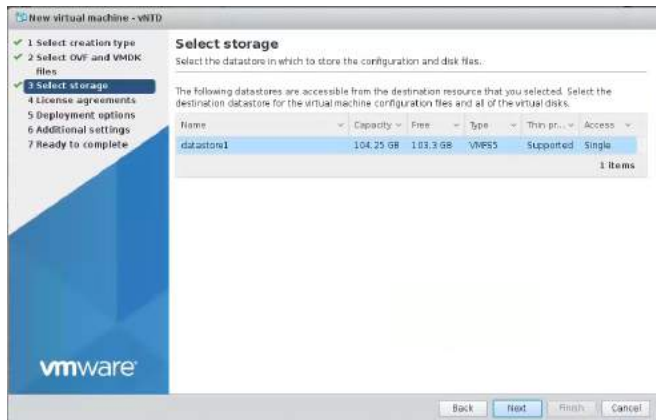 New virtual machine - vNTD
1 Select creation type
2 Select OVF and VMDK
files
3 Select storage
4 License agreements
5 Deployment options
6 Additional settings
7 Ready to complete
Select storage
Select the datastore in which to store the configuration and disk files.
The following datastores are accessible from the destination resource that you selected. Select the
destination datastore for the virtual machine configuration files and all of the virtual disks.
Name Capacity Free Type Thin pr... Access
datastore1 104.25 GB 103.3 GB VMFS5 Supported Single
1 items
vmware
Back Next Finish Cancel